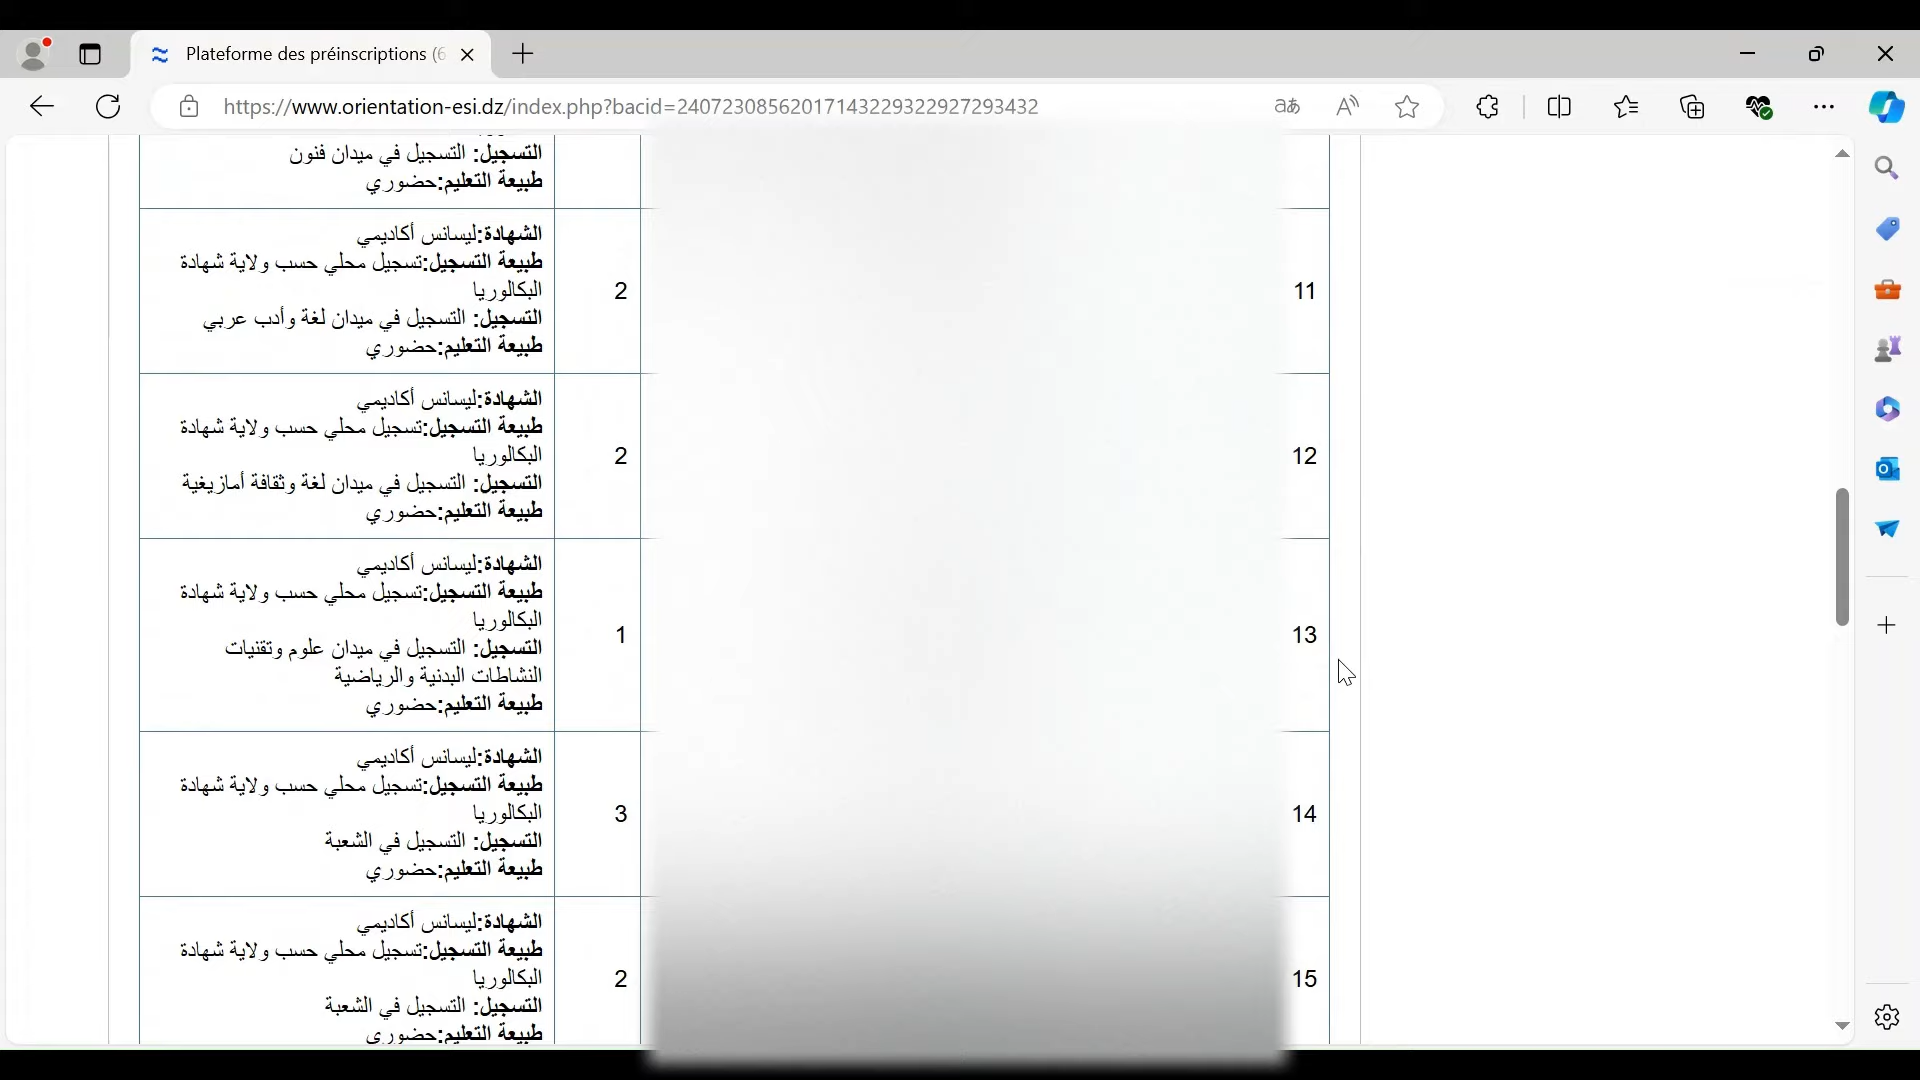 Plateforme des préinscriptions (6
https://www.orientation-esi.dz/index.php?bacid=24072308562017143229322927293432
التسجيل: التسجيل في ميدان فنون
طبيعة التعليم:حضوري
11
2
الشهادة:ليسانس أكاديمي
طبيعة التسجيل:تسجيل محلي حسب ولاية شهادة
البكالوريا
التسجيل: التسجيل في ميدان لغة وأدب عربي
طبيعة التعليم:حضوري
12
2
الشهادة:ليسانس أكاديمي
طبيعة التسجيل:تسجيل محلي حسب ولاية شهادة
البكالوريا
التسجيل: التسجيل في ميدان لغة وثقافة أمازيغية
طبيعة التعليم:حضوري
13
1
الشهادة:ليسانس أكاديمي
طبيعة التسجيل:تسجيل محلي حسب ولاية شهادة
البكالوريا
التسجيل: التسجيل في ميدان علوم وتقنيات
النشاطات البدنية والرياضية
طبيعة التعليم:حضوري
14
3
الشهادة:ليسانس أكاديمي
طبيعة التسجيل:تسجيل محلي حسب ولاية شهادة
البكالوريا
التسجيل: التسجيل في الشعبة
طبيعة التعليم:حضوري
15
2
الشهادة:ليسانس أكاديمي
طبيعة التسجيل:تسجيل محلي حسب ولاية شهادة
البكالوريا
التسجيل: التسجيل في الشعبة
طبيعة التعليم:حضوري